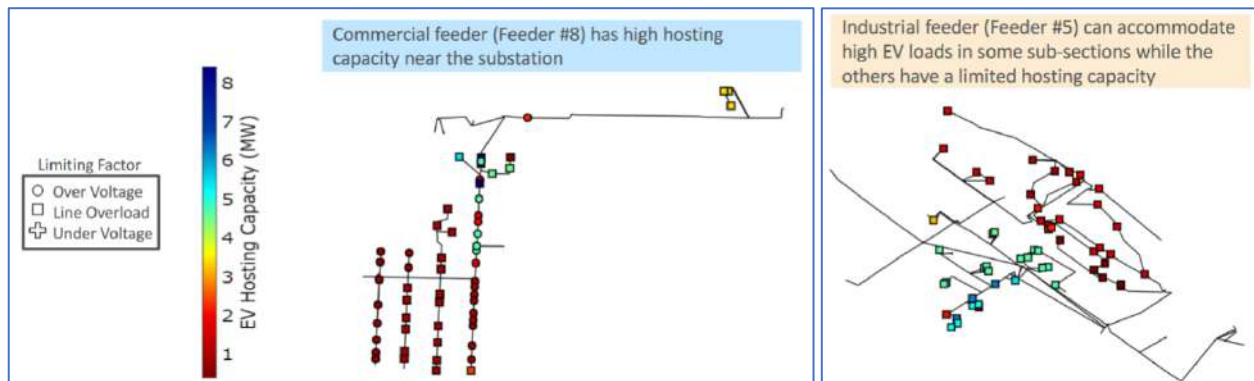 Commercial feeder (Feeder #8) has high hosting
capacity near the substation
Industrial feeder (Feeder #5) can accommodate
high EV loads in some sub-sections while the
others have a limited hosting capacity
Limiting Factor
Over Voltage
Line Overload
Under Voltage
EV Hosting Capacity (MW)
8
7
6
5
4
3
2
1